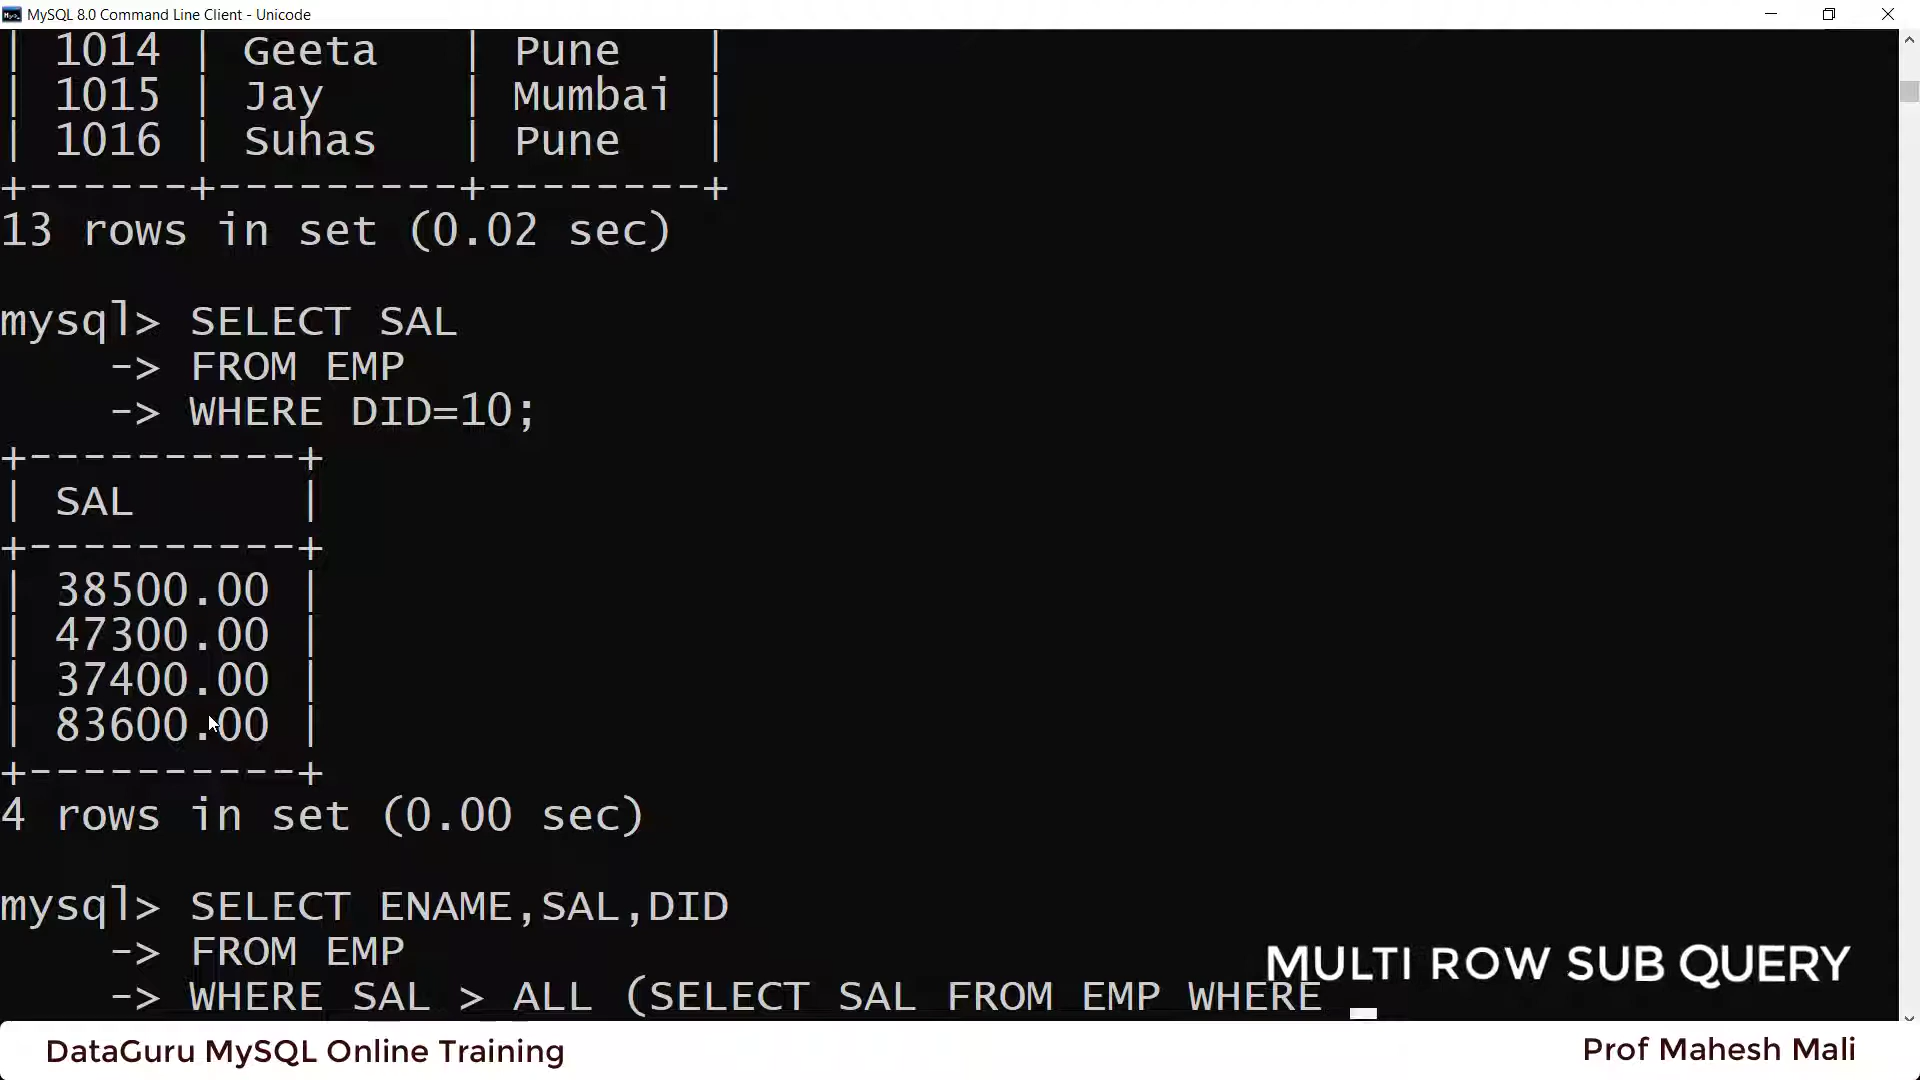 MySQL 8.0 Command Line Client - Unicode
| 1014 | Geeta   | Pune   |
| 1015 | Jay     | Mumbai |
| 1016 | Suhas   | Pune   |
+------+---------+--------+
13 rows in set (0.02 sec)
mysql> SELECT SAL
    -> FROM EMP
    -> WHERE DID=10;
+----------+
| SAL      |
+----------+
| 38500.00 |
| 47300.00 |
| 37400.00 |
| 83600.00 |
+----------+
4 rows in set (0.00 sec)
mysql> SELECT ENAME,SAL,DID
    -> FROM EMP
    -> WHERE SAL > ALL (SELECT SAL FROM EMP WHERE
MULTI ROW SUB QUERY
DataGuru MySQL Online Training
Prof Mahesh Mali